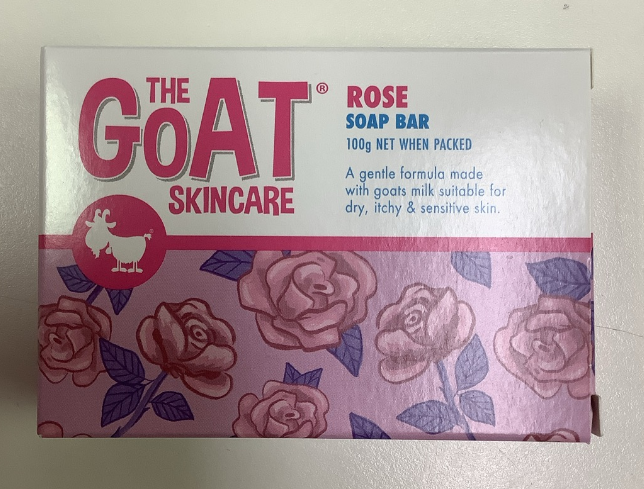 THE
GOAT®
SKINCARE
ROSE
SOAP BAR
100g NET WHEN PACKED
A gentle formula made
with goats milk suitable for
dry, itchy & sensitive skin.